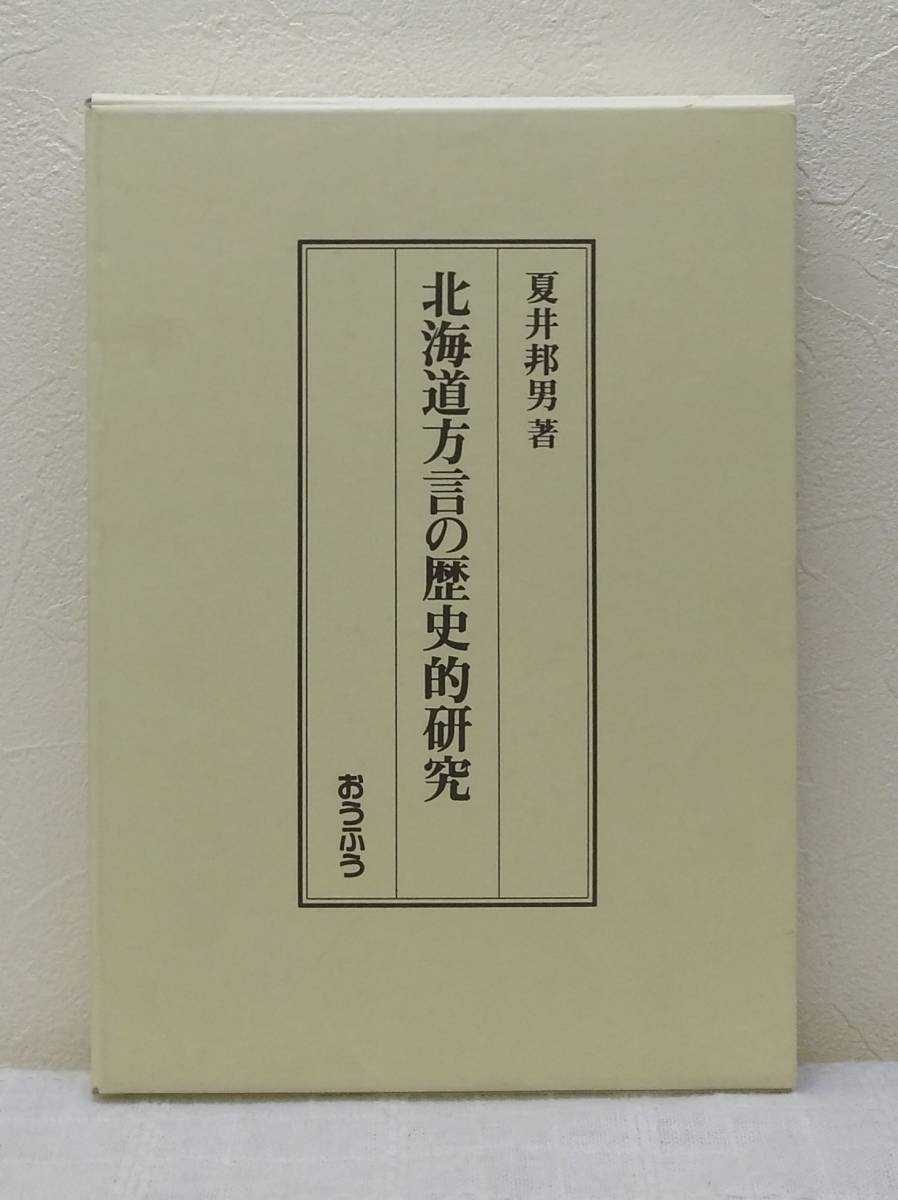 夏井邦男著
北海道方言の歴史的研究
おうふう